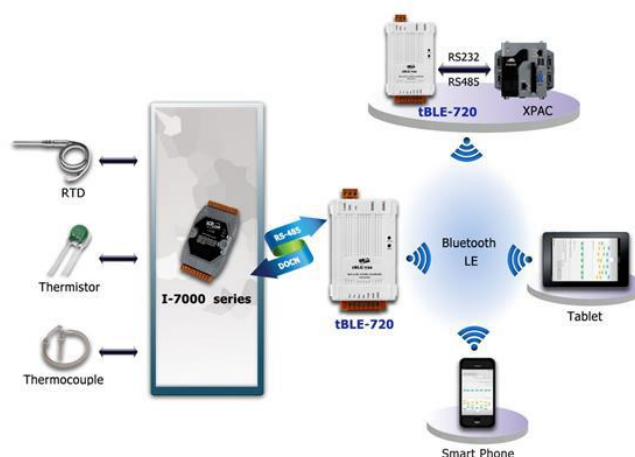 RTD
Thermistor
Thermocouple
I-7000 series
RS-485
DOCN
tBLE-720
tBLE-720
RS232
RS485
XPAC
Bluetooth
LE
Tablet
Smart Phone